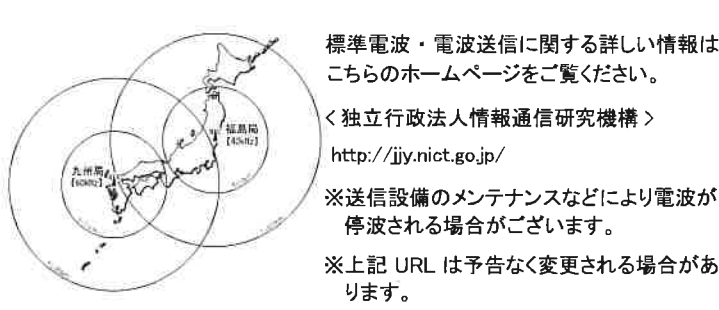 標準電波・電波送信に関する詳しい情報は
こちらのホームページをご覧ください。
<独立行政法人情報通信研究機構>
http://jjy.nict.go.jp/
※送信設備のメンテナンスなどにより電波が
停波される場合がございます。
※上記 URL は予告なく変更される場合があ
ります。
福島局
[40kHz]
九州局
[60kHz]